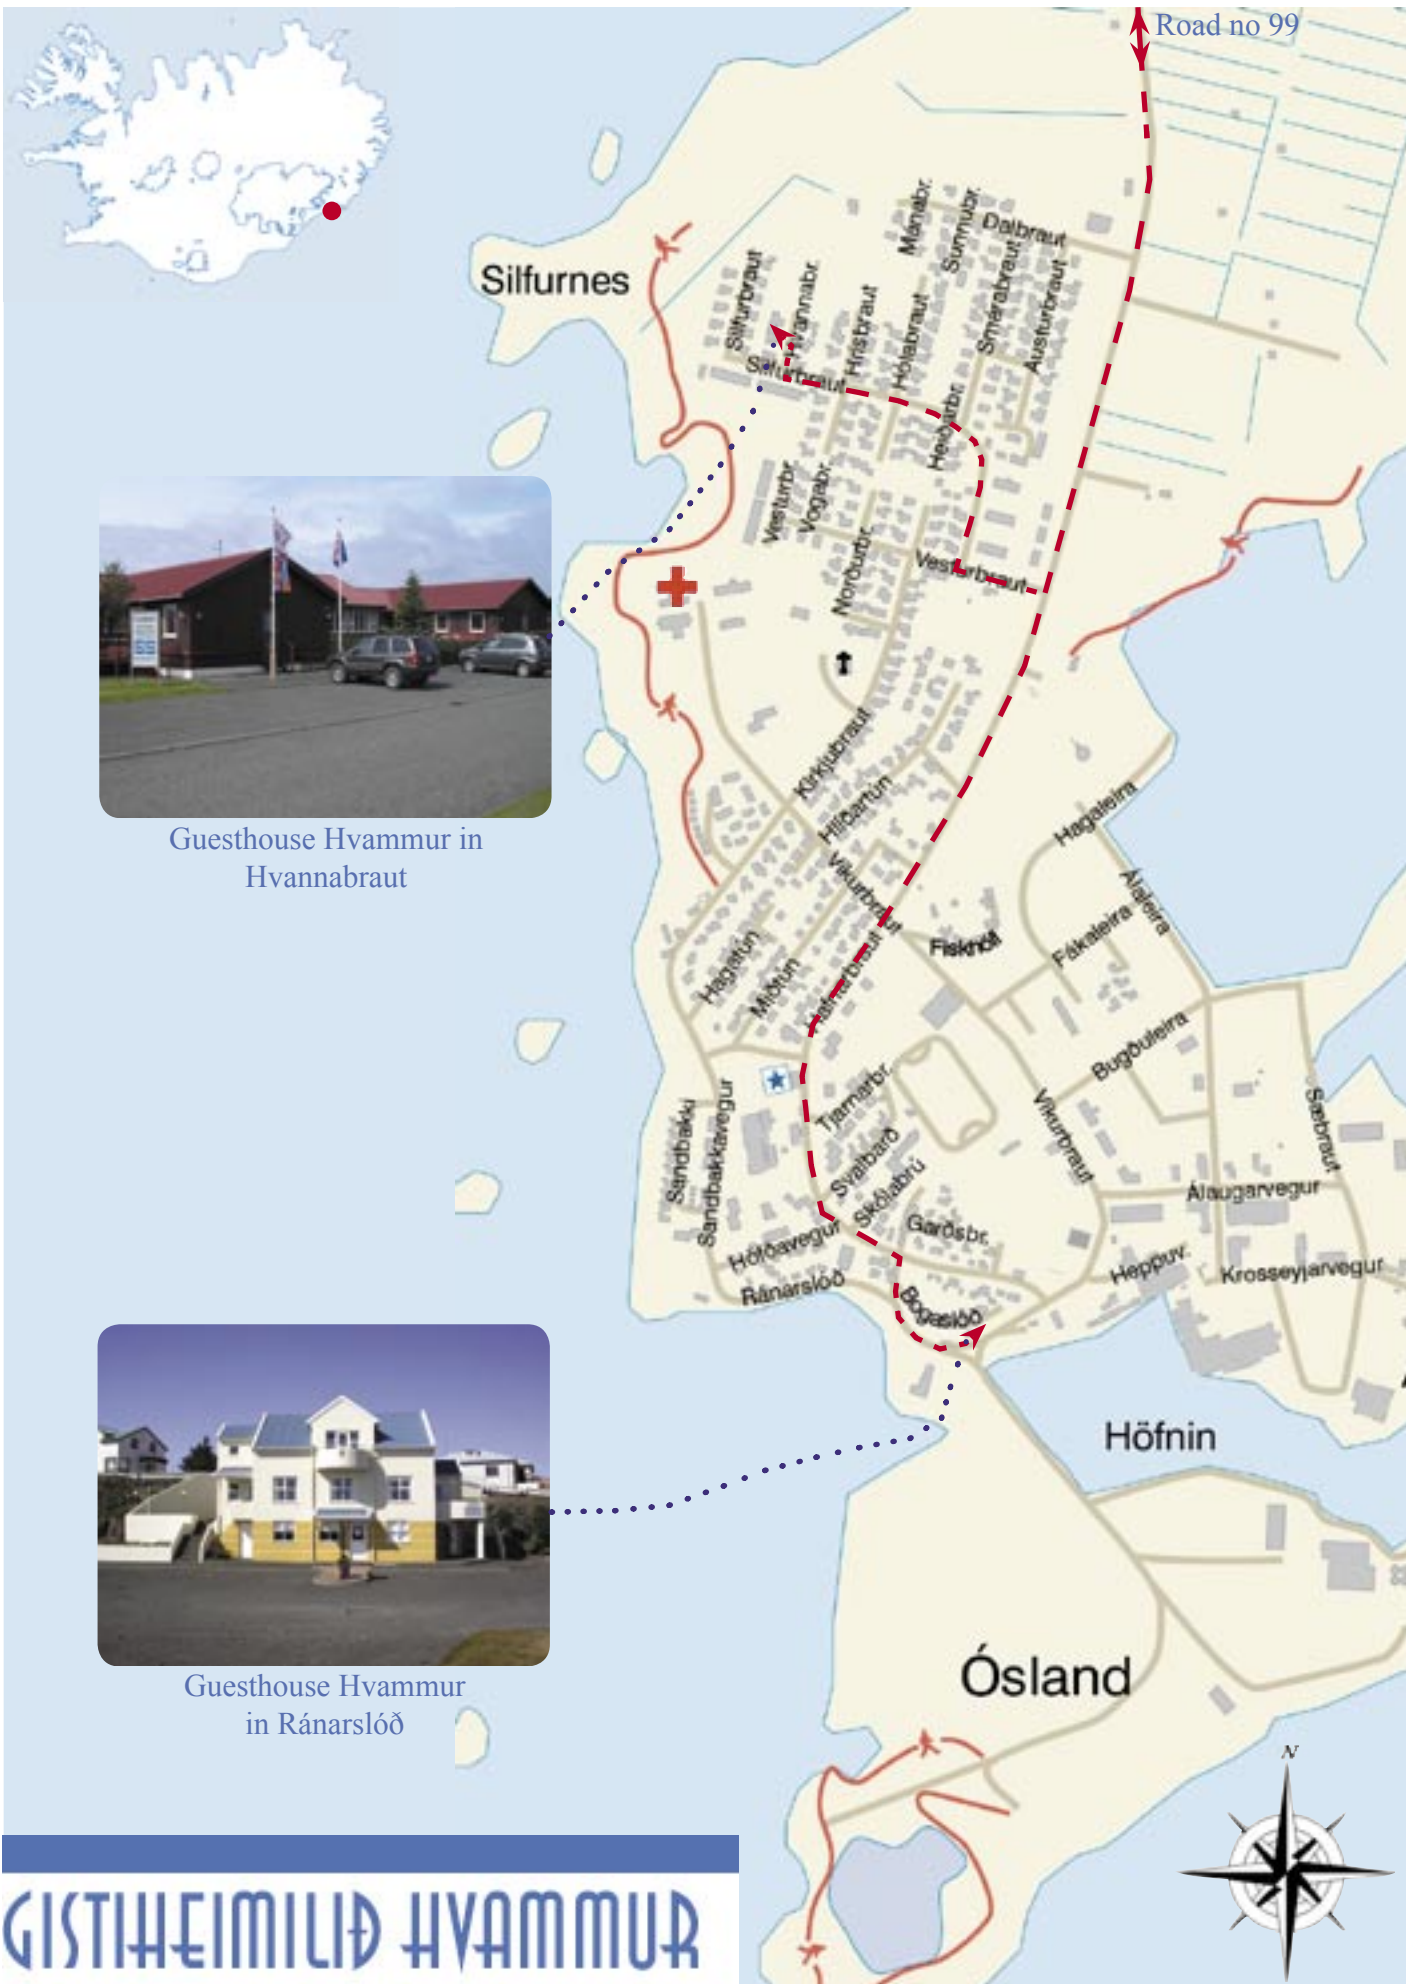 Road no 99
Silfurnes
Silfurbraut
Hvannabr.
Mánabr.
Sunnubr.
Dalbraut
Hrísbraut
Hólabraut
Smárabraut
Austurbraut
Silfurbraut
Heiðarbr.
Vesturbr.
Vogabr.
Norðurbr.
Vesturbraut
Kirkjubraut
Hlíðartún
Guesthouse Hvammur in
Hvannabraut
Víkurbraut
Hagaleira
Álaleira
Fákaleira
Fiskhóll
Hagatún
Miðtún
Hafnarbraut
Bugðuleira
Sandbakki
Sandbakkavegur
Tjarnarbr.
Svalbarð
Skólabrú
Víkurbraut
Sæbraut
Álaugarvegur
Garðsbr.
Höfðavegur
Ránarslóð
Bogaslóð
Heppuv.
Krosseyjarvegur
Höfnin
Ósland
Guesthouse Hvammur
in Ránarslóð
N
GISTIHEIMILIÐ HVAMMUR